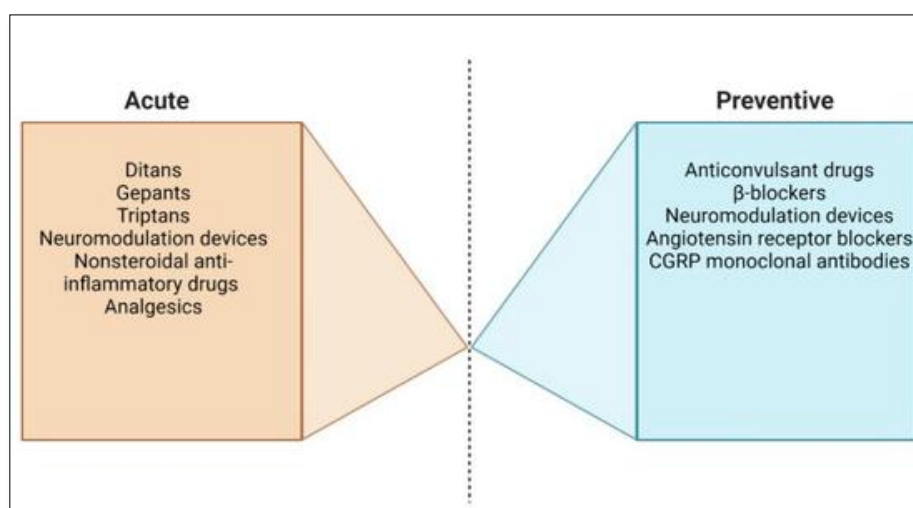 Acute
Ditans
Gepants
Triptans
Neuromodulation devices
Nonsteroidal anti-
inflammatory drugs
Analgesics
Preventive
Anticonvulsant drugs
β-blockers
Neuromodulation devices
Angiotensin receptor blockers
CGRP monoclonal antibodies